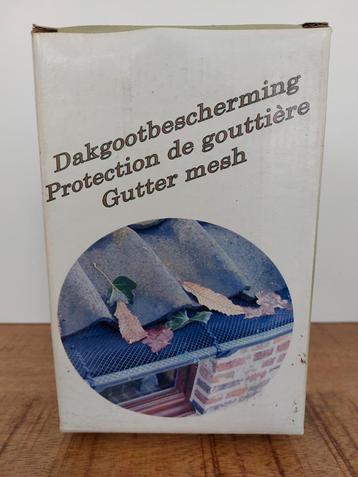 Dakgootbescherming
Protection de gouttière
Gutter mesh